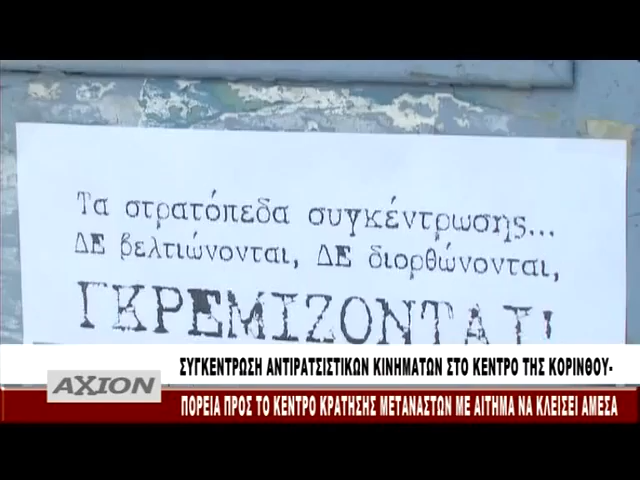 Τα στρατόπεδα συγκέντρωσης...
ΔΕ βελτιώνονται, ΔΕ διορθώνονται,
ΓΚΡΕΜΙΖΟΝΤΑΙ!
ΣΥΓΚΕΝΤΡΩΣΗ ΑΝΤΙΡΑΤΣΙΣΤΙΚΩΝ ΚΙΝΗΜΑΤΩΝ ΣΤΟ ΚΕΝΤΡΟ ΤΗΣ ΚΟΡΙΝΘΟΥ-
AXION
ΠΟΡΕΙΑ ΠΡΟΣ ΤΟ ΚΕΝΤΡΟ ΚΡΑΤΗΣΗΣ ΜΕΤΑΝΑΣΤΩΝ ΜΕ ΑΙΤΗΜΑ ΝΑ ΚΛΕΙΣΕΙ ΑΜΕΣΑ